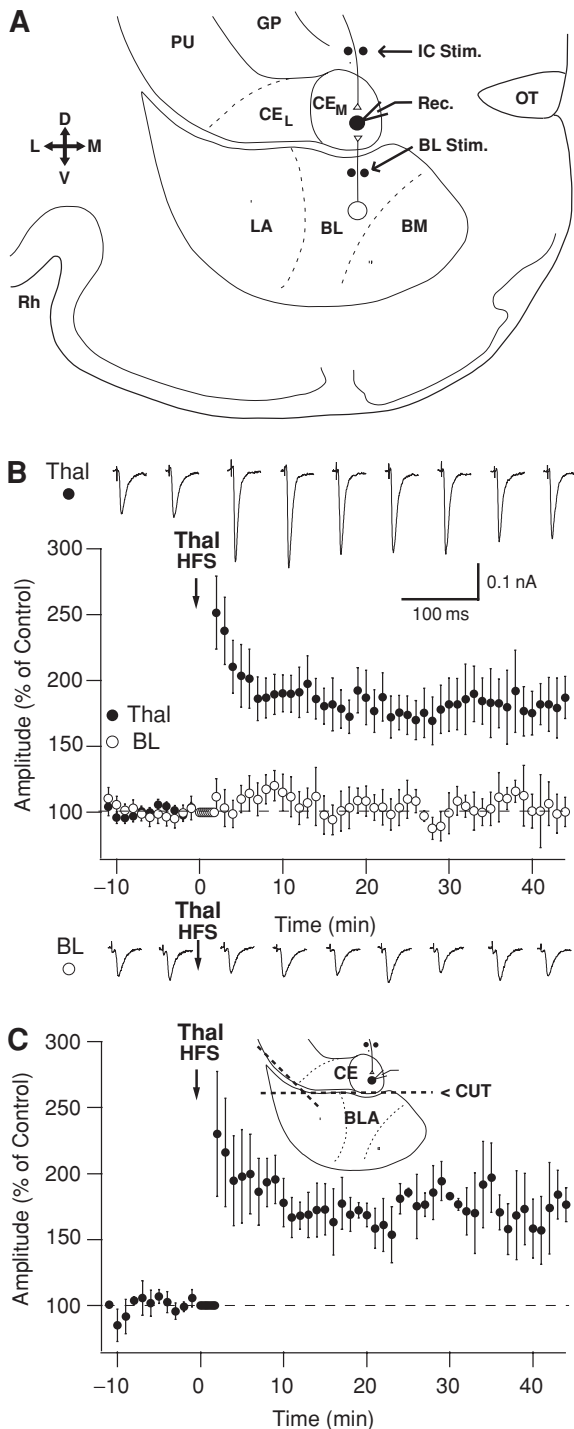 A
PU
GP
IC Stim.
CE L
CE M
Rec.
OT
D
L M
V
BL Stim.
LA
BL
BM
Rh
B
Thal
Thal
HFS
0.1 nA
100 ms
Amplitude (% of Control)
300
250
200
150
100
Thal
BL
−10 0 10 20 30 40
Time (min)
BL
Thal
HFS
C
Thal
HFS
CE
BLA
< CUT
Amplitude (% of Control)
300
250
200
150
100
−10 0 10 20 30 40
Time (min)